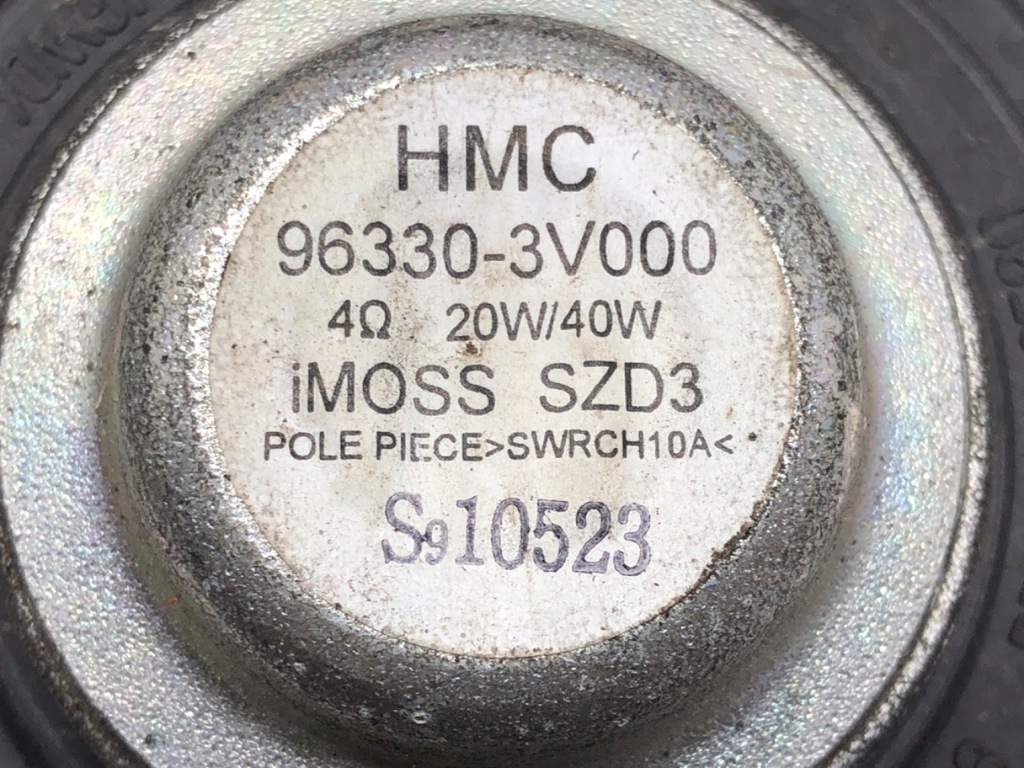 HMC
96330-3V000
4Ω 20W/40W
iMOSS SZD3
POLE PIECE>SWRCH10A<
S910523